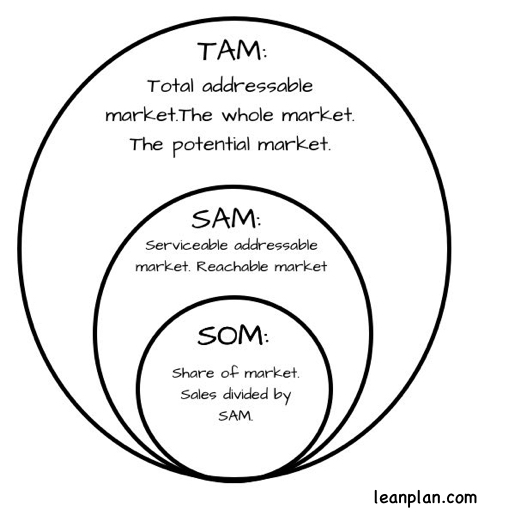 TAM:
Total addressable
market.The whole market.
The potential market.
SAM:
Serviceable addressable
market. Reachable market
SOM:
Share of market.
Sales divided by
SAM.
leanplan.com